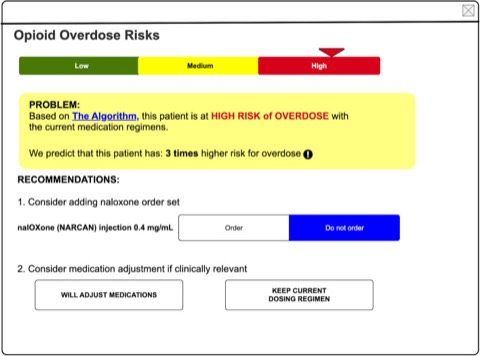 Opioid Overdose Risks
Low Medium High
PROBLEM:
Based on The Algorithm, this patient is at HIGH RISK of OVERDOSE with
the current medication regimens.
We predict that this patient has: 3 times higher risk for overdose !
RECOMMENDATIONS:
1. Consider adding naloxone order set
nalOXone (NARCAN) injection 0.4 mg/mL Order Do not order
2. Consider medication adjustment if clinically relevant
WILL ADJUST MEDICATIONS
KEEP CURRENT
DOSING REGIMEN